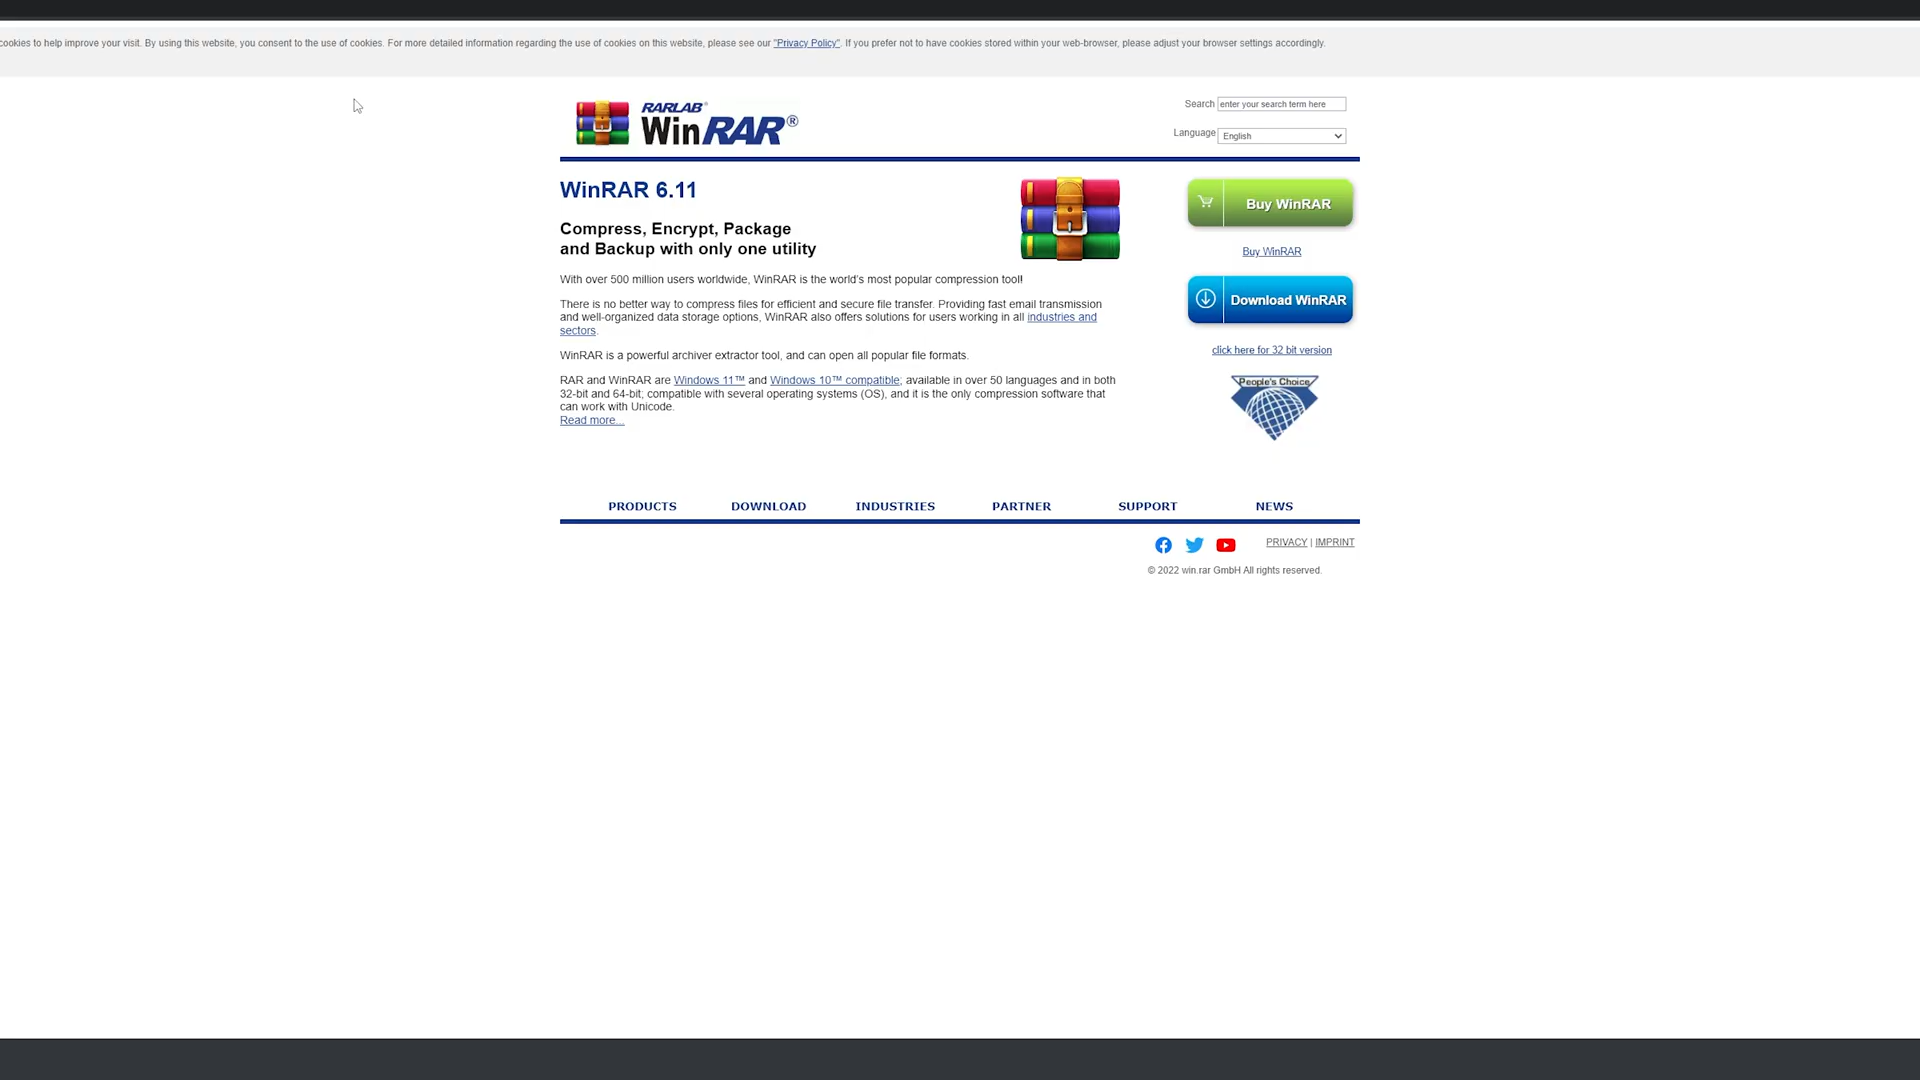 cookies to help improve your visit. By using this website, you consent to the use of cookies. For more detailed information regarding the use of cookies on this website, please see our "Privacy Policy". If you prefer not to have cookies stored within your web-browser, please adjust your browser settings accordingly.
RARLAB®
WinRAR®
Search enter your search term here
Language English
WinRAR 6.11
Compress, Encrypt, Package
and Backup with only one utility
With over 500 million users worldwide, WinRAR is the world's most popular compression tool!
There is no better way to compress files for efficient and secure file transfer. Providing fast email transmission
and well-organized data storage options, WinRAR also offers solutions for users working in all industries and
sectors.
WinRAR is a powerful archiver extractor tool, and can open all popular file formats.
RAR and WinRAR are Windows 11™ and Windows 10™ compatible; available in over 50 languages and in both
32-bit and 64-bit; compatible with several operating systems (OS), and it is the only compression software that
can work with Unicode.
Read more...
Buy WinRAR
Buy WinRAR
Download WinRAR
click here for 32 bit version
People's Choice
PRODUCTS DOWNLOAD INDUSTRIES PARTNER SUPPORT NEWS
PRIVACY | IMPRINT
© 2022 win.rar GmbH All rights reserved.